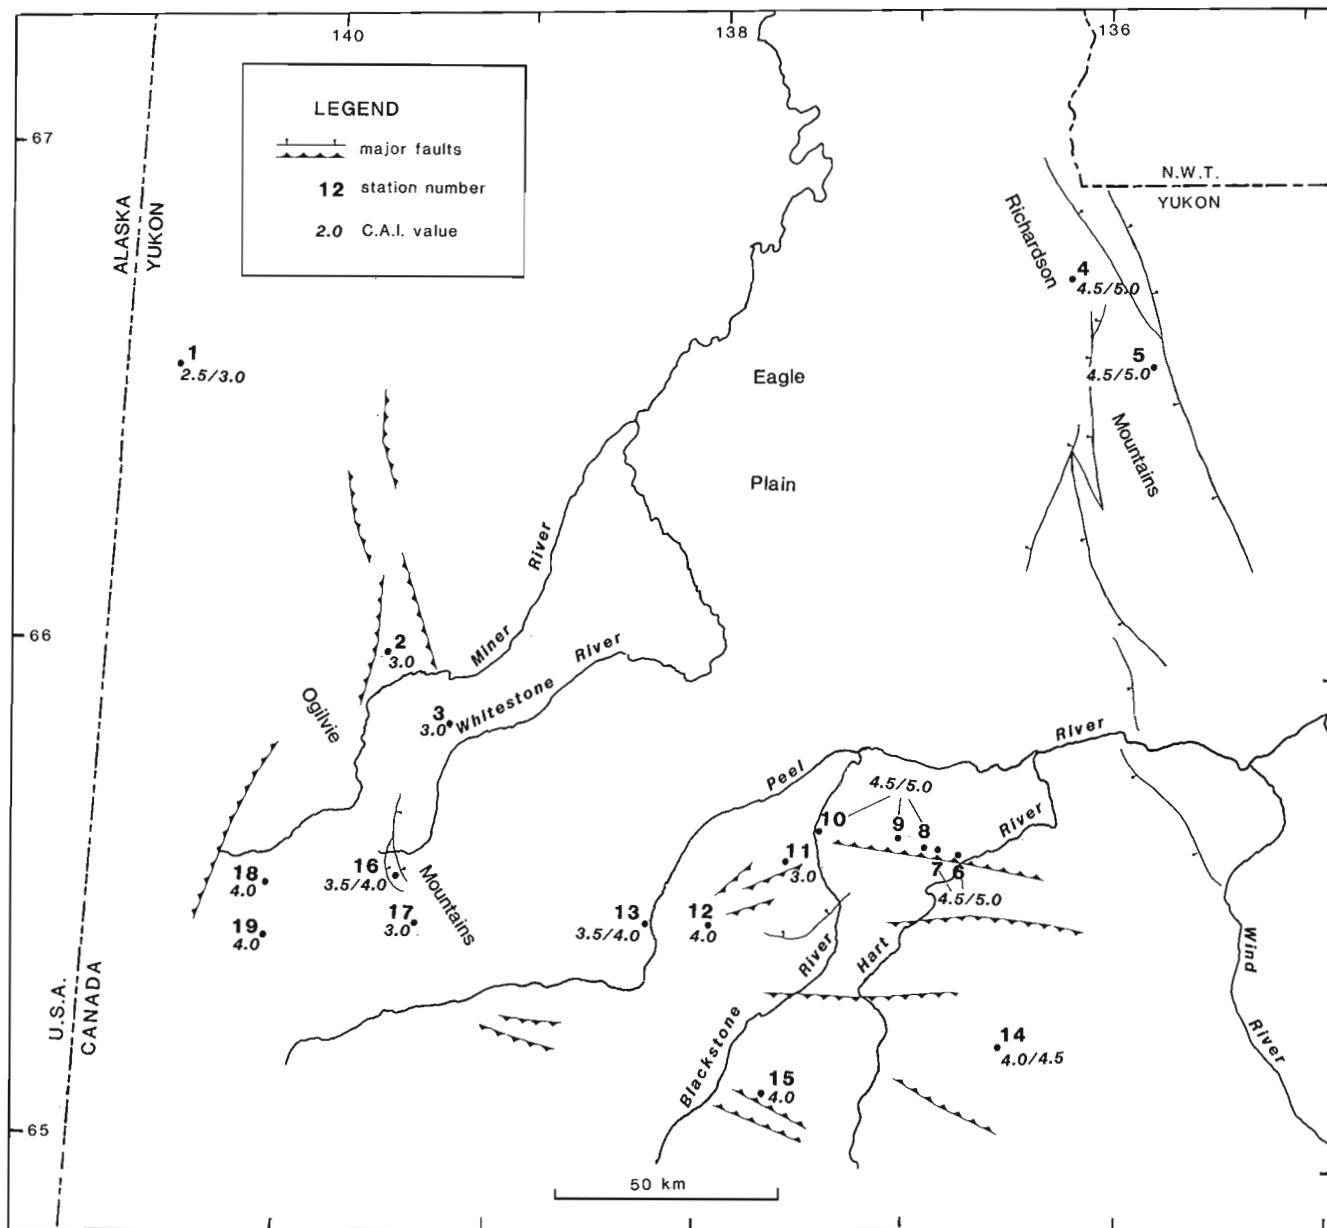 140
138
136
67
66
65
LEGEND
major faults
12 station number
2.0 C.A.I. value
ALASKA
YUKON
N.W.T.
YUKON
Richardson
4
4.5/5.0
5
4.5/5.0
Mountains
1
2.5/3.0
Eagle
Plain
Miner River
2
3.0
Whitestone River
3
3.0
Ogilvie
Mountains
Peel River
4.5/5.0
10
9
8
7
6
4.5/5.0
Hart River
11
3.0
18
4.0
16
3.5/4.0
17
3.0
19
4.0
13
3.5/4.0
12
4.0
Blackstone River
Wind River
14
4.0/4.5
15
4.0
U.S.A.
CANADA
50 km